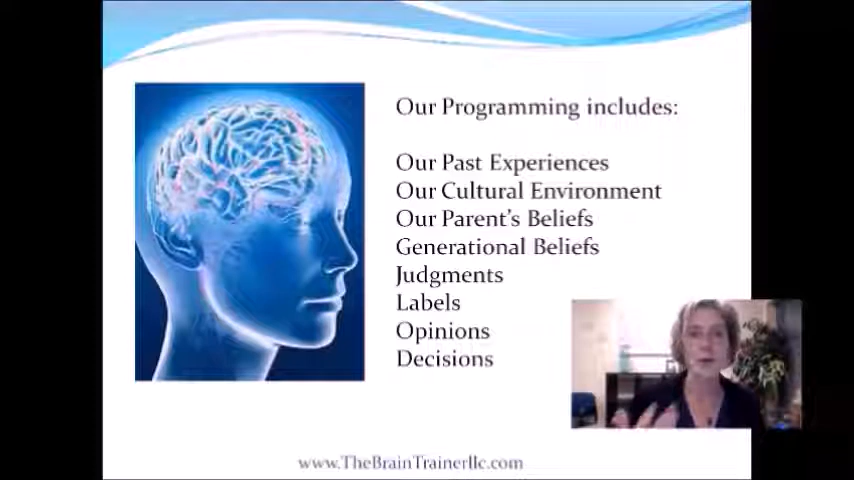 Our Programming includes:
Our Past Experiences
Our Cultural Environment
Our Parent's Beliefs
Generational Beliefs
Judgments
Labels
Opinions
Decisions
www.TheBrainTrainerllc.com